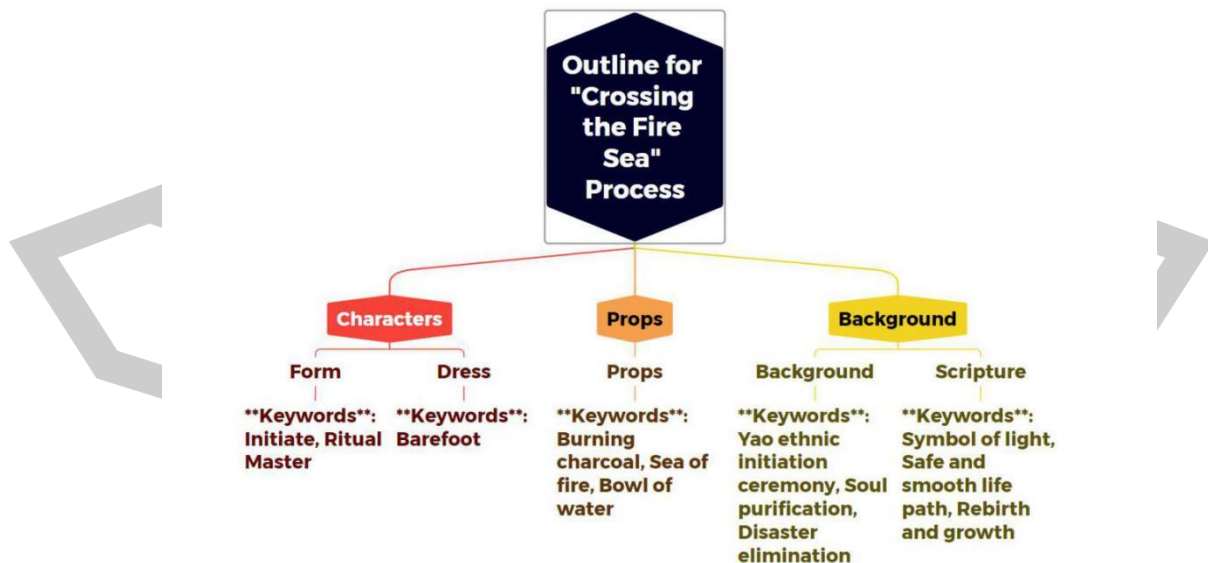 Outline for
"Crossing
the Fire
Sea"
Process
Characters
Props
Background
Form
Dress
Props
Background
Scripture
**Keywords**:
Initiate, Ritual
Master
**Keywords**:
Barefoot
**Keywords**:
Burning
charcoal, Sea of
fire, Bowl of
water
**Keywords**:
Yao ethnic
initiation
ceremony, Soul
purification,
Disaster
elimination
**Keywords**:
Symbol of light,
Safe and
smooth life
path, Rebirth
and growth